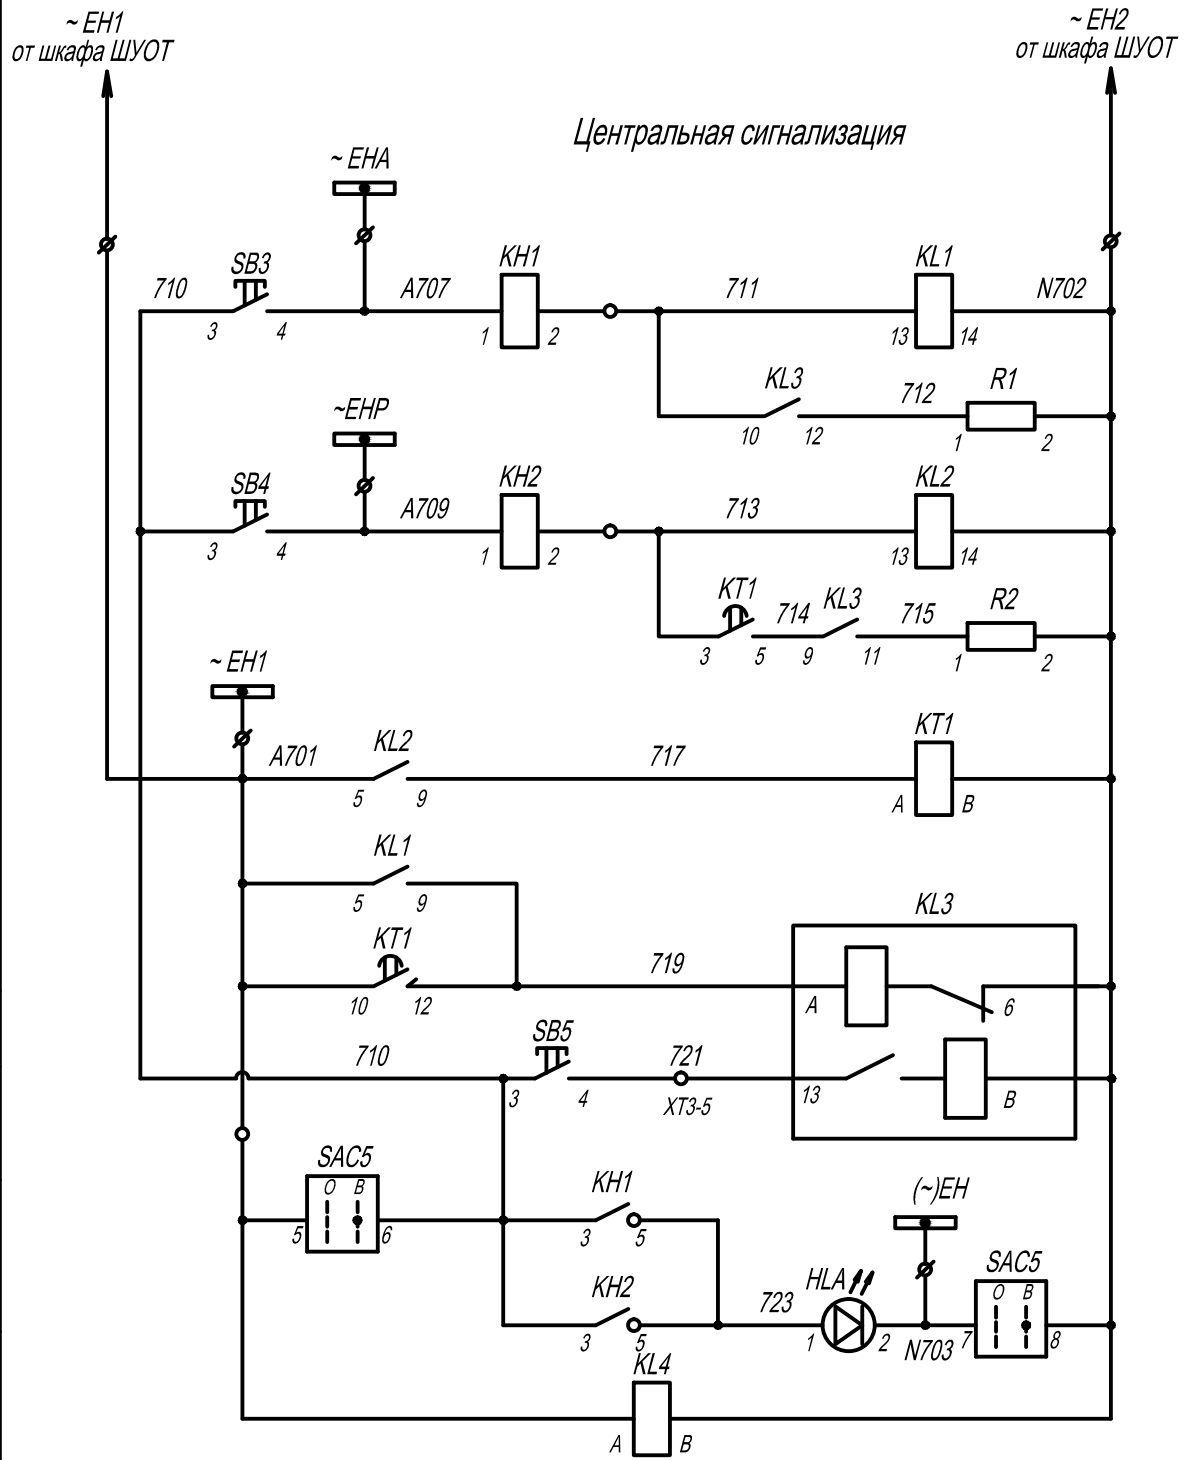 ~ EH1
от шкафа ШУОТ
~ EH2
от шкафа ШУОТ
Центральная сигнализация
~ EHA
710
SB3
3
4
A707
KH1
1
2
711
KL1
13
14
N702
KL3
10
12
712
R1
1
2
~EHP
SB4
3
4
A709
KH2
1
2
713
KL2
13
14
KT1
3
5
714
KL3
9
11
715
R2
1
2
~ EH1
A701
KL2
5
9
717
KT1
A
B
KL1
5
9
KT1
10
12
719
KL3
A
6
710
SB5
3
4
721
XT3-5
13
B
SAC5
O
B
5
6
KH1
3
5
KH2
3
5
723
HLA
1
2
(~)EH
N703
SAC5
O
B
7
8
KL4
A
B